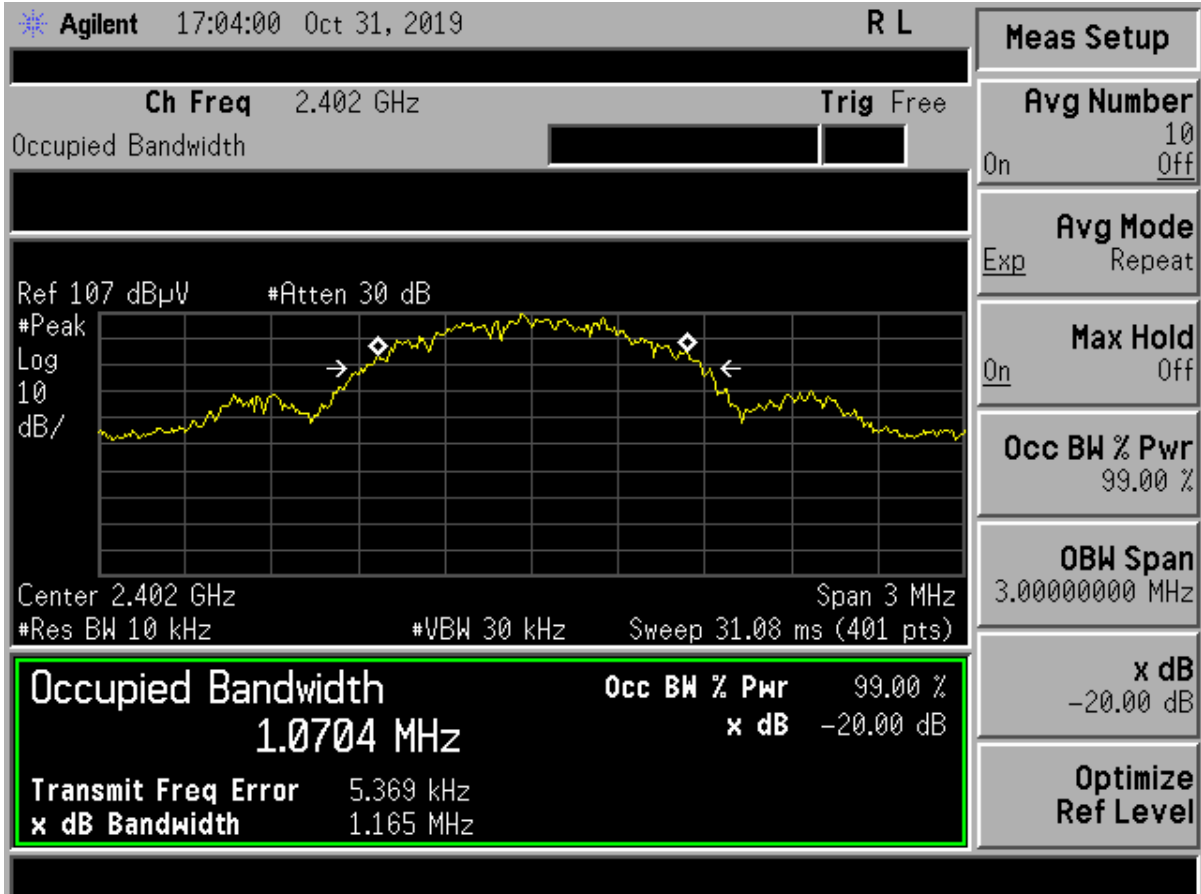 Agilent 17:04:00 Oct 31, 2019 R L
Ch Freq 2.402 GHz Trig Free
Occupied Bandwidth
Ref 107 dBµV #Atten 30 dB
#Peak
Log
10
dB/
Center 2.402 GHz Span 3 MHz
#Res BW 10 kHz #VBW 30 kHz Sweep 31.08 ms (401 pts)
Occupied Bandwidth Occ BW % Pwr 99.00 %
1.0704 MHz x dB -20.00 dB
Transmit Freq Error 5.369 kHz
x dB Bandwidth 1.165 MHz
Meas Setup
Avg Number
10
On Off
Avg Mode
Exp Repeat
Max Hold
On Off
Occ BW % Pwr
99.00 %
OBW Span
3.00000000 MHz
x dB
-20.00 dB
Optimize
Ref Level